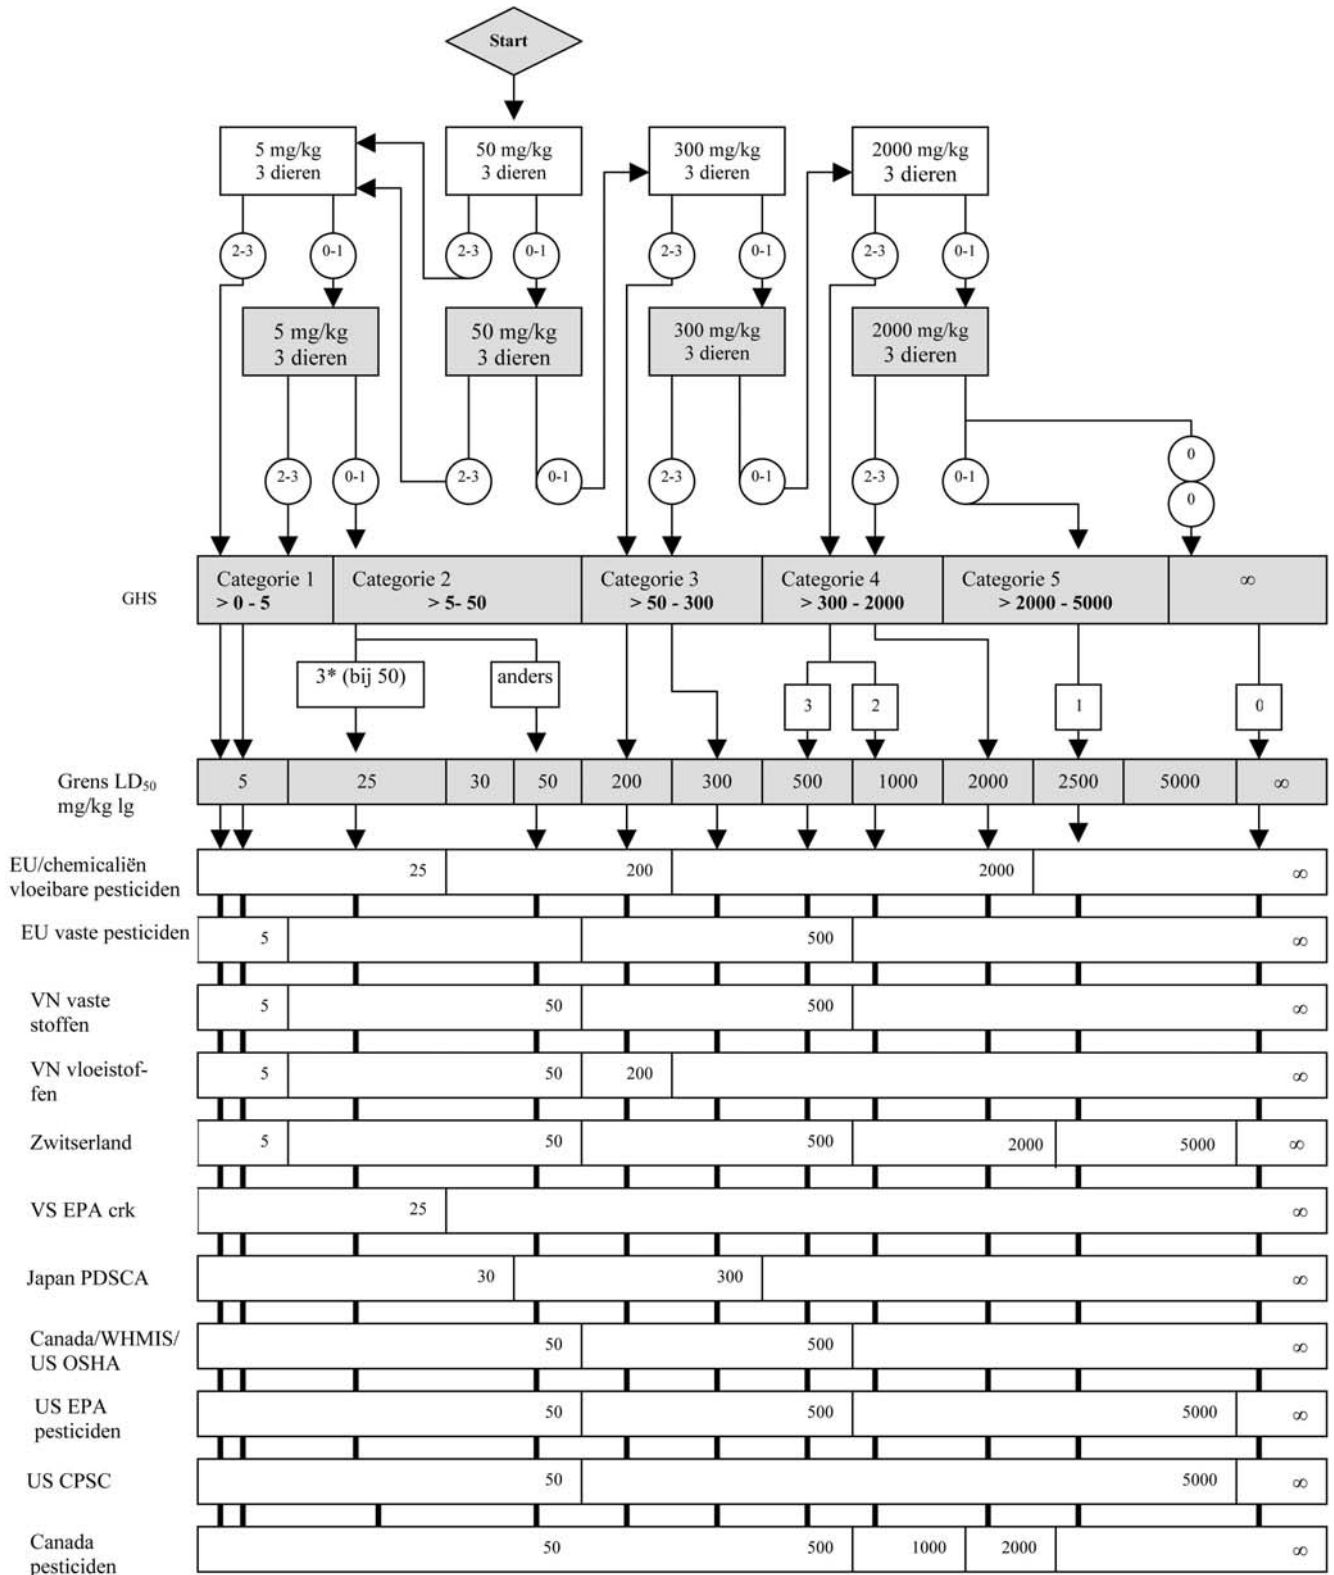 Start
5 mg/kg
3 dieren
50 mg/kg
3 dieren
300 mg/kg
3 dieren
2000 mg/kg
3 dieren
2-3
0-1
2-3
0-1
2-3
0-1
2-3
0-1
5 mg/kg
3 dieren
50 mg/kg
3 dieren
300 mg/kg
3 dieren
2000 mg/kg
3 dieren
2-3
0-1
2-3
0-1
2-3
0-1
2-3
0-1
0
0
GHS
Categorie 1
> 0 - 5
Categorie 2
> 5- 50
Categorie 3
> 50 - 300
Categorie 4
> 300 - 2000
Categorie 5
> 2000 - 5000
∞
3* (bij 50)
anders
3
2
1
0
Grens LD50
mg/kg lg
5
25
30
50
200
300
500
1000
2000
2500
5000
∞
EU/chemicaliën
vloeibare pesticiden
25
200
2000
∞
EU vaste pesticiden
5
500
∞
VN vaste
stoffen
5
50
500
∞
VN vloeistof-
fen
5
50
200
∞
Zwitserland
5
50
500
2000
5000
∞
VS EPA crk
25
∞
Japan PDSCA
30
300
∞
Canada/WHMIS/
US OSHA
50
500
∞
US EPA
pesticiden
50
500
5000
∞
US CPSC
50
5000
∞
Canada
pesticiden
50
500
1000
2000
∞